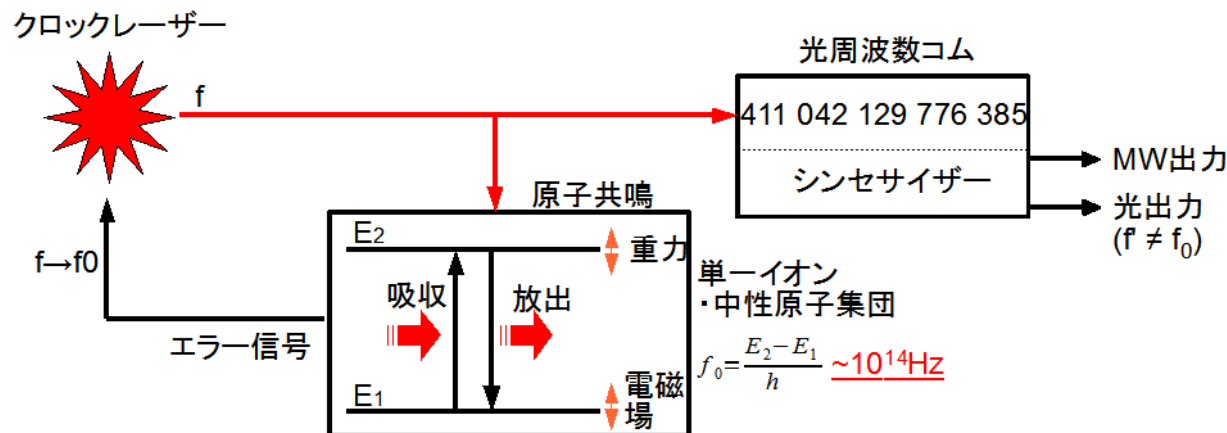 クロックレーザー
f
光周波数コム
411 042 129 776 385
シンセサイザー
MW出力
光出力
(f' ≠ f₀)
原子共鳴
E₂
重力
吸収
放出
E₁
電磁
場
単一イオン
・中性原子集団
f₀=(E₂−E₁)/h ~10¹⁴Hz
f→f0
エラー信号